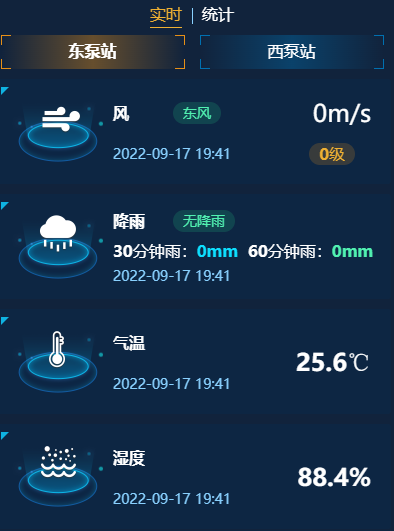 实时 | 统计
东泵站 西泵站
风 东风 0m/s
2022-09-17 19:41 0级
降雨 无降雨
30分钟雨：0mm 60分钟雨：0mm
2022-09-17 19:41
气温
25.6℃
2022-09-17 19:41
湿度
88.4%
2022-09-17 19:41